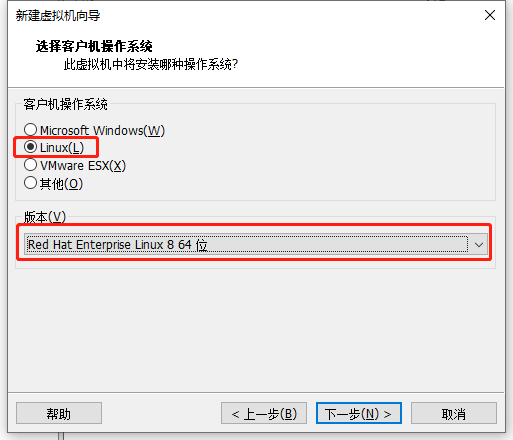 新建虚拟机向导
选择客户机操作系统
此虚拟机中将安装哪种操作系统?
客户机操作系统
Microsoft Windows(W)
Linux(L)
VMware ESX(X)
其他(O)
版本(V)
Red Hat Enterprise Linux 8 64 位
帮助
< 上一步(B)
下一步(N) >
取消